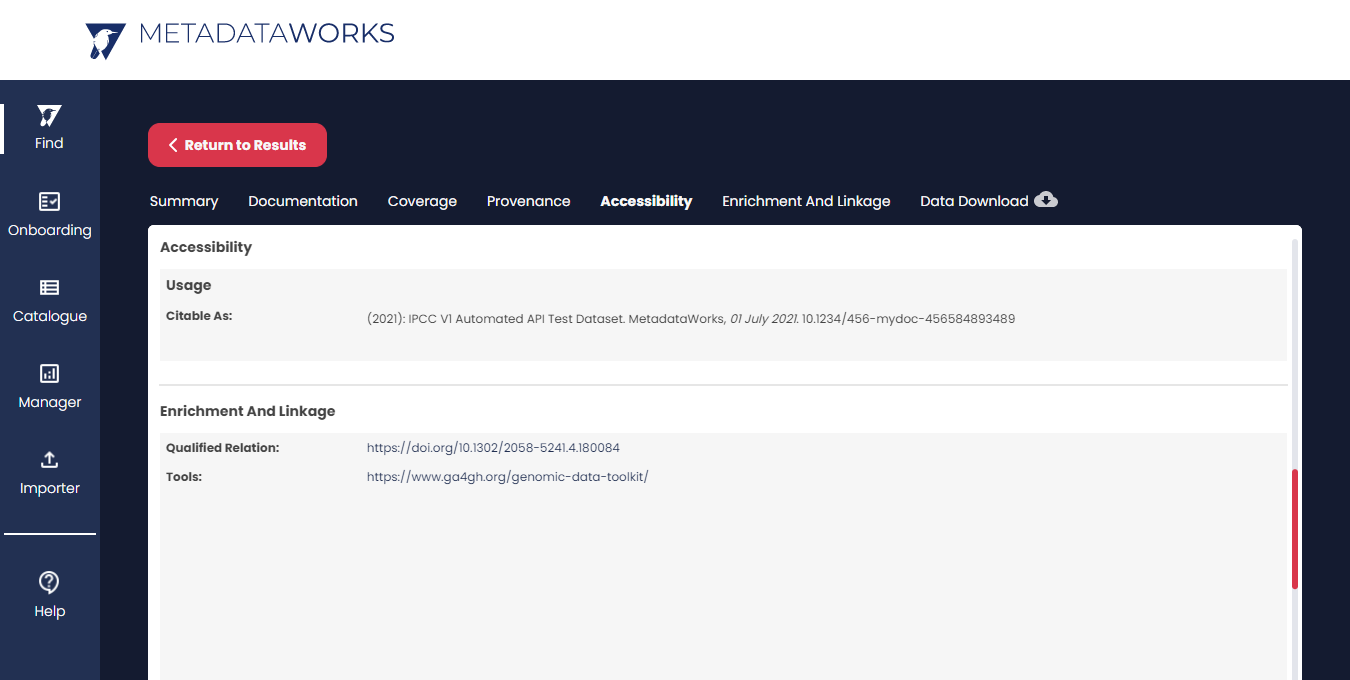 METADATAWORKS
Find
Onboarding
Catalogue
Manager
Importer
Help
Return to Results
Summary Documentation Coverage Provenance Accessibility Enrichment And Linkage Data Download
Accessibility
Usage
Citable As: (2021): IPCC V1 Automated API Test Dataset. MetadataWorks, 01 July 2021. 10.1234/456-mydoc-456584893489
Enrichment And Linkage
Qualified Relation: https://doi.org/10.1302/2058-5241.4.180084
Tools: https://www.ga4gh.org/genomic-data-toolkit/